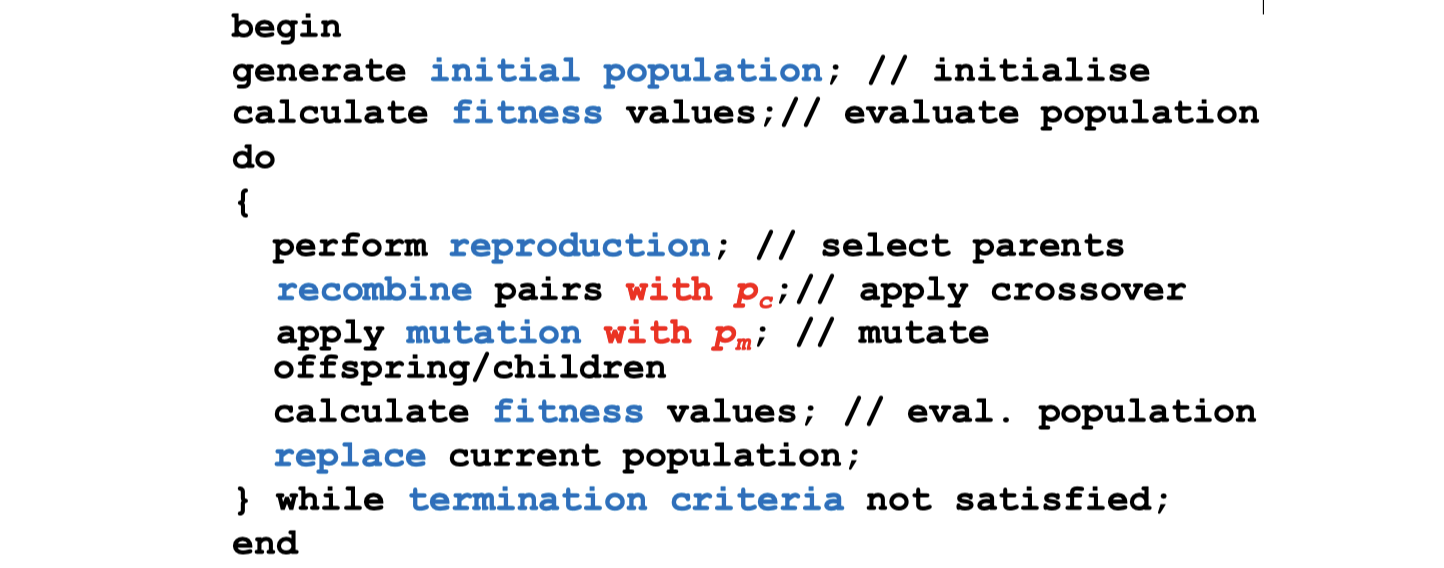 begin
generate initial population; // initialise
calculate fitness values;// evaluate population
do
{
perform reproduction; // select parents
recombine pairs with pc;// apply crossover
apply mutation with pm; // mutate
offspring/children
calculate fitness values; // eval. population
replace current population;
} while termination criteria not satisfied;
end